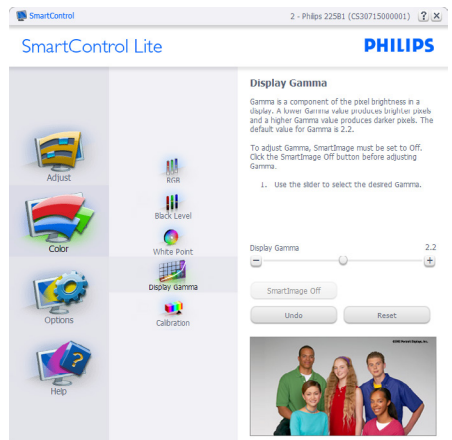 SmartControl
2 - Philips 225B1 (CS30715000001)
?
X
SmartControl Lite
PHILIPS
Adjust
Color
Options
Help
RGB
Black Level
White Point
Display Gamma
Calibration
Display Gamma
Gamma is a component of the pixel brightness in a
display. A lower Gamma value produces brighter pixels
and a higher Gamma value produces darker pixels. The
default value for Gamma is 2.2.
To adjust Gamma, SmartImage must be set to Off.
Click the SmartImage Off button before adjusting
Gamma.
1. Use the slider to select the desired Gamma.
Display Gamma 2.2
SmartImage Off
Undo
Reset